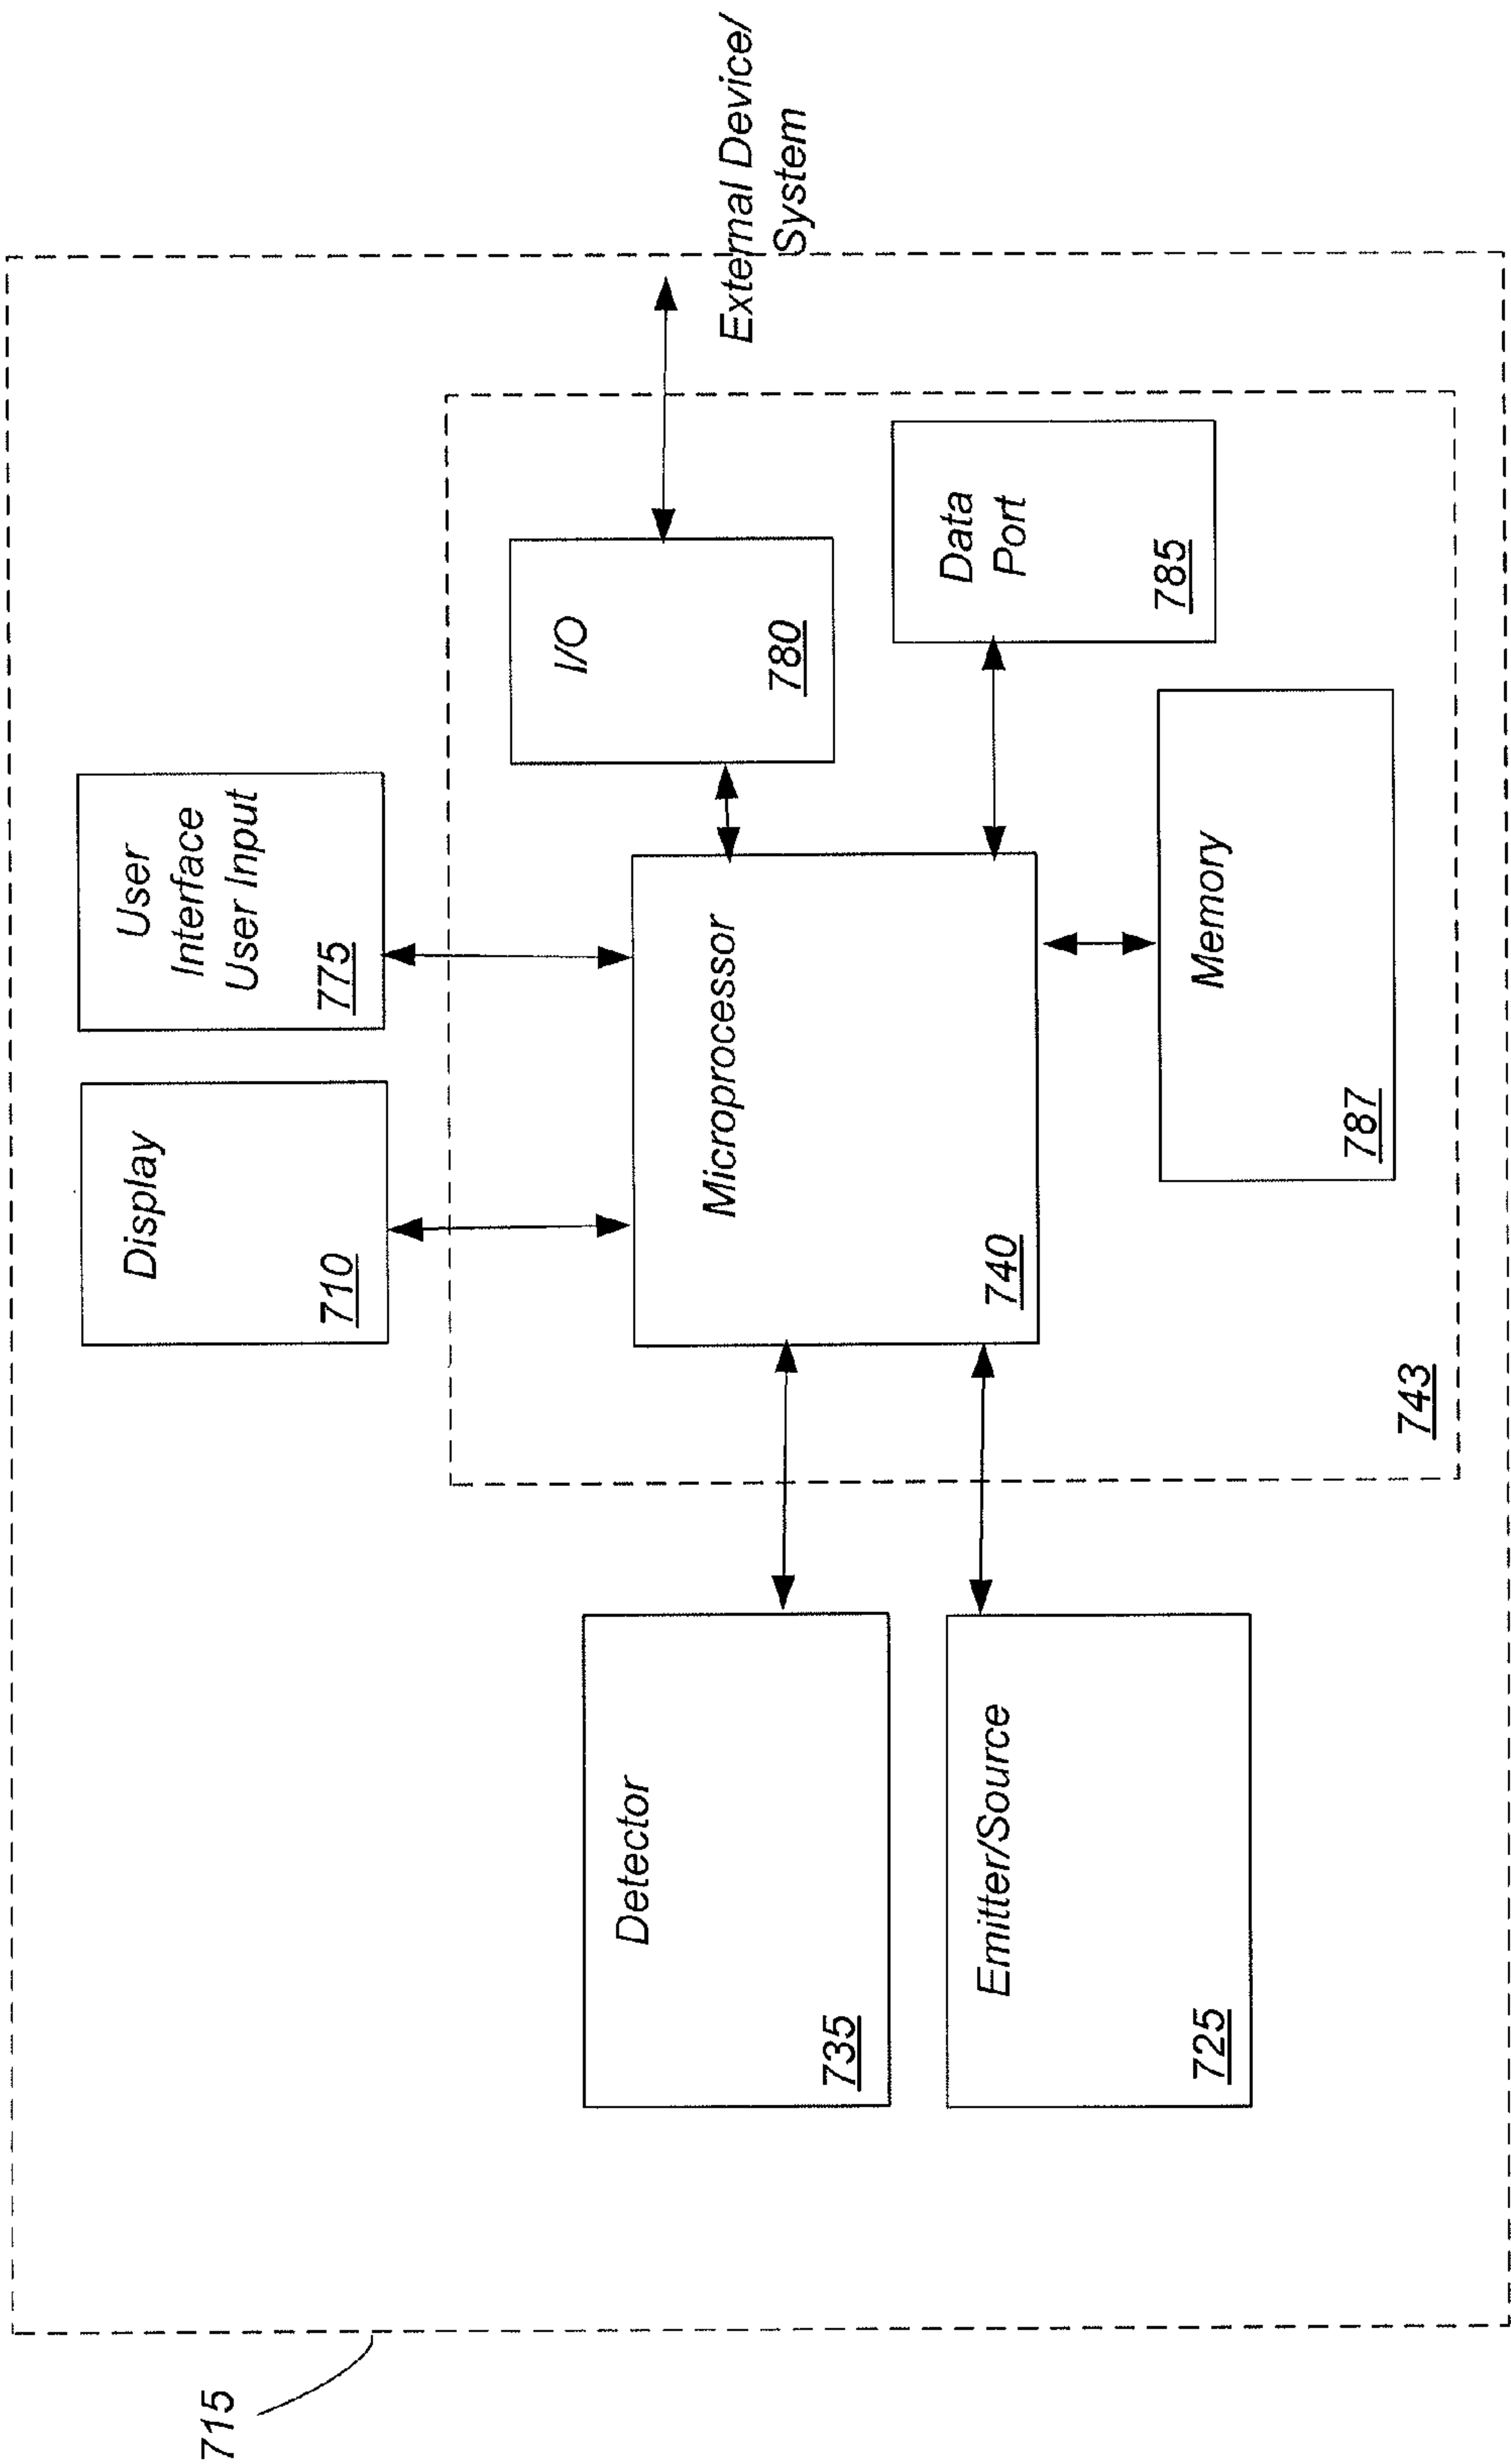 715
Display
710
User
Interface
User Input
775
Detector
735
Emitter/Source
725
Microprocessor
740
I/O
780
External Device/
System
Data
Port
785
Memory
787
743